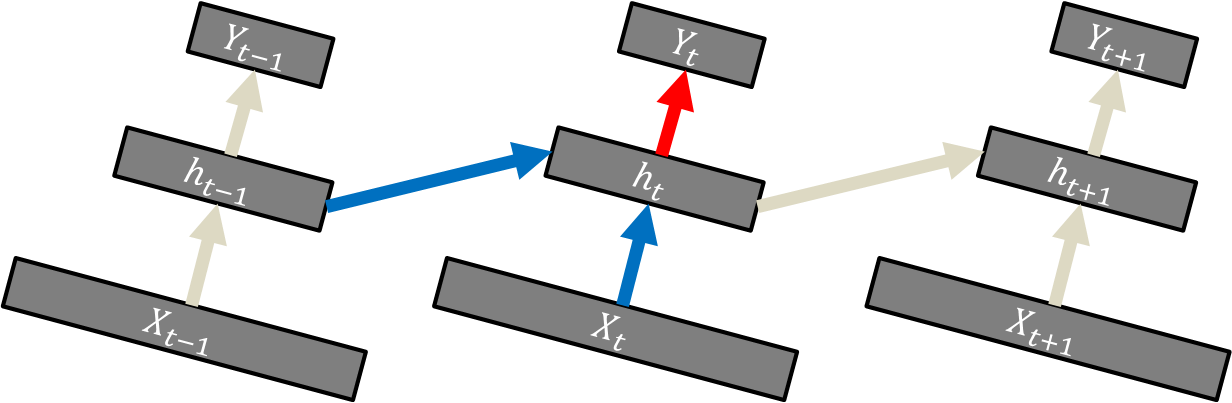 Y_{t-1}
Y_t
Y_{t+1}
h_{t-1}
h_t
h_{t+1}
X_{t-1}
X_t
X_{t+1}